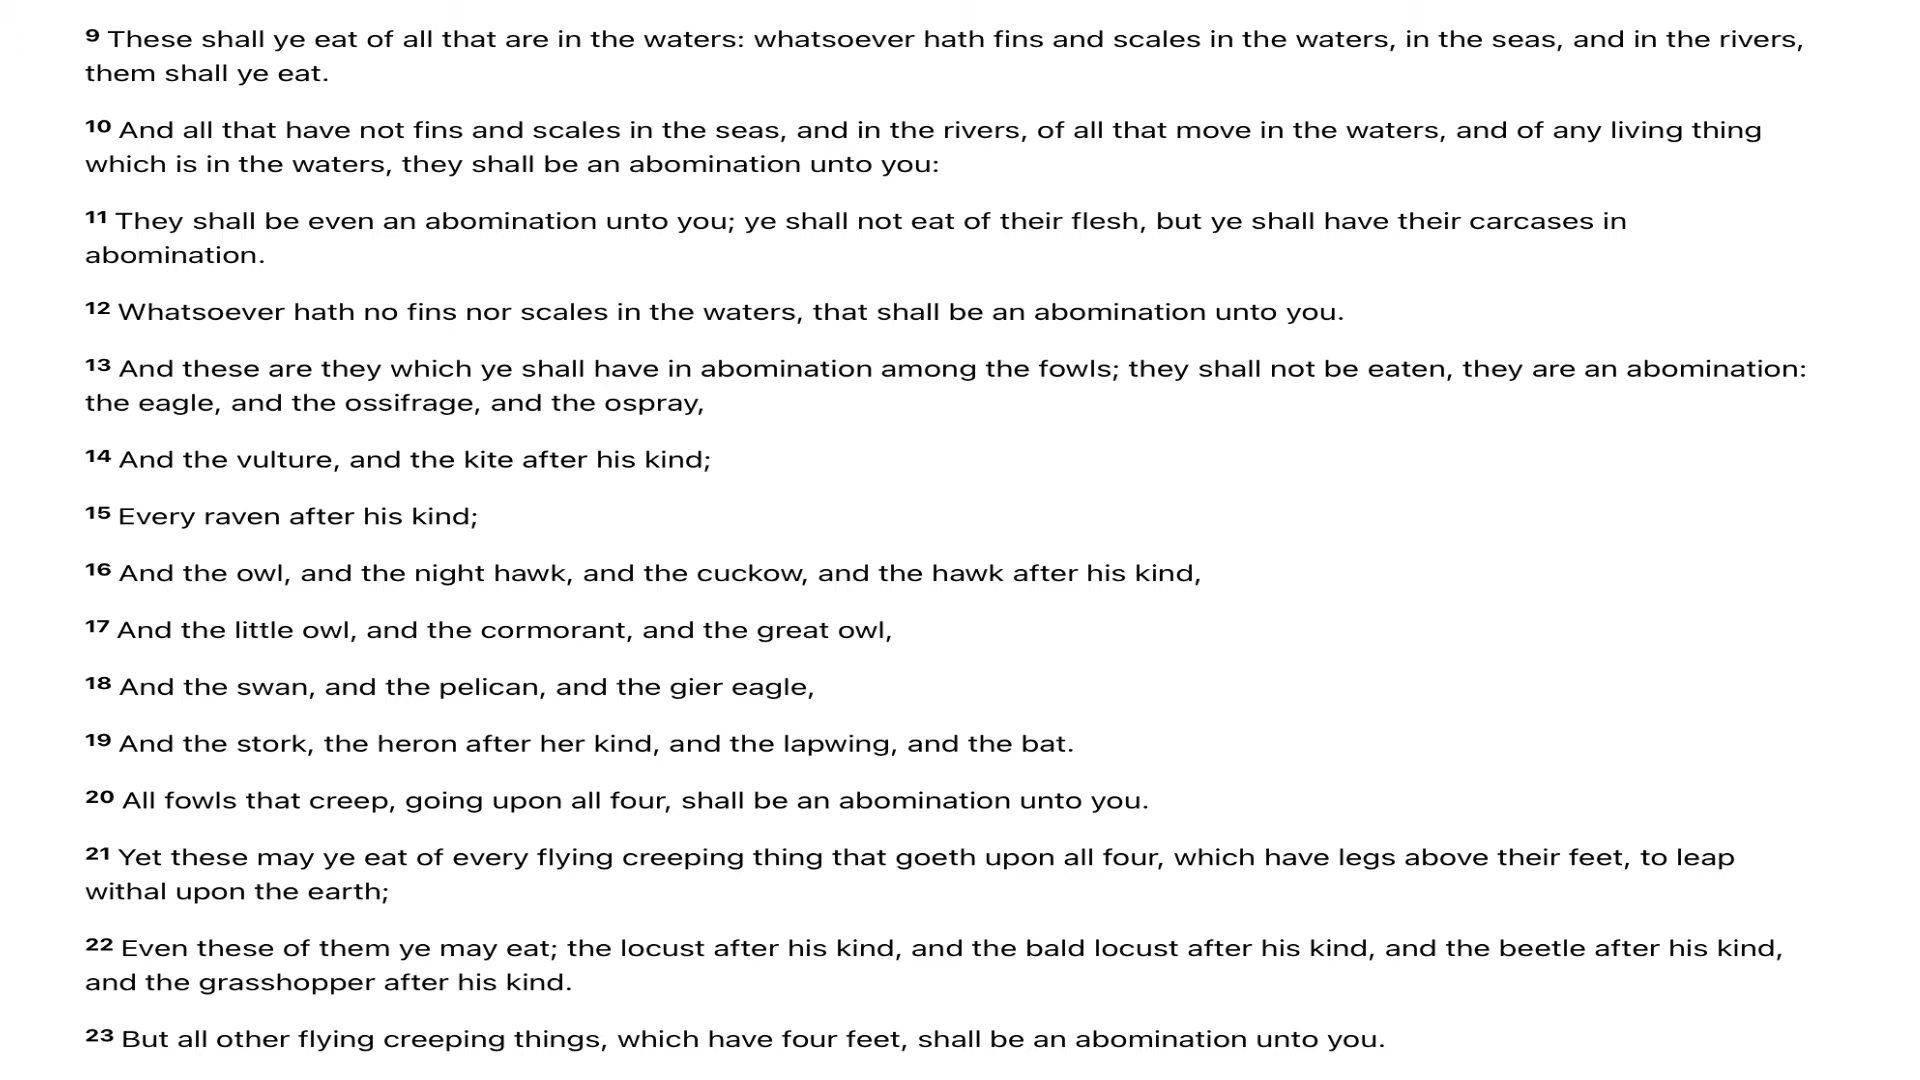 9 These shall ye eat of all that are in the waters: whatsoever hath fins and scales in the waters, in the seas, and in the rivers,
them shall ye eat.
10 And all that have not fins and scales in the seas, and in the rivers, of all that move in the waters, and of any living thing
which is in the waters, they shall be an abomination unto you:
11 They shall be even an abomination unto you; ye shall not eat of their flesh, but ye shall have their carcases in
abomination.
12 Whatsoever hath no fins nor scales in the waters, that shall be an abomination unto you.
13 And these are they which ye shall have in abomination among the fowls; they shall not be eaten, they are an abomination:
the eagle, and the ossifrage, and the ospray,
14 And the vulture, and the kite after his kind;
15 Every raven after his kind;
16 And the owl, and the night hawk, and the cuckow, and the hawk after his kind,
17 And the little owl, and the cormorant, and the great owl,
18 And the swan, and the pelican, and the gier eagle,
19 And the stork, the heron after her kind, and the lapwing, and the bat.
20 All fowls that creep, going upon all four, shall be an abomination unto you.
21 Yet these may ye eat of every flying creeping thing that goeth upon all four, which have legs above their feet, to leap
withal upon the earth;
22 Even these of them ye may eat; the locust after his kind, and the bald locust after his kind, and the beetle after his kind,
and the grasshopper after his kind.
23 But all other flying creeping things, which have four feet, shall be an abomination unto you.